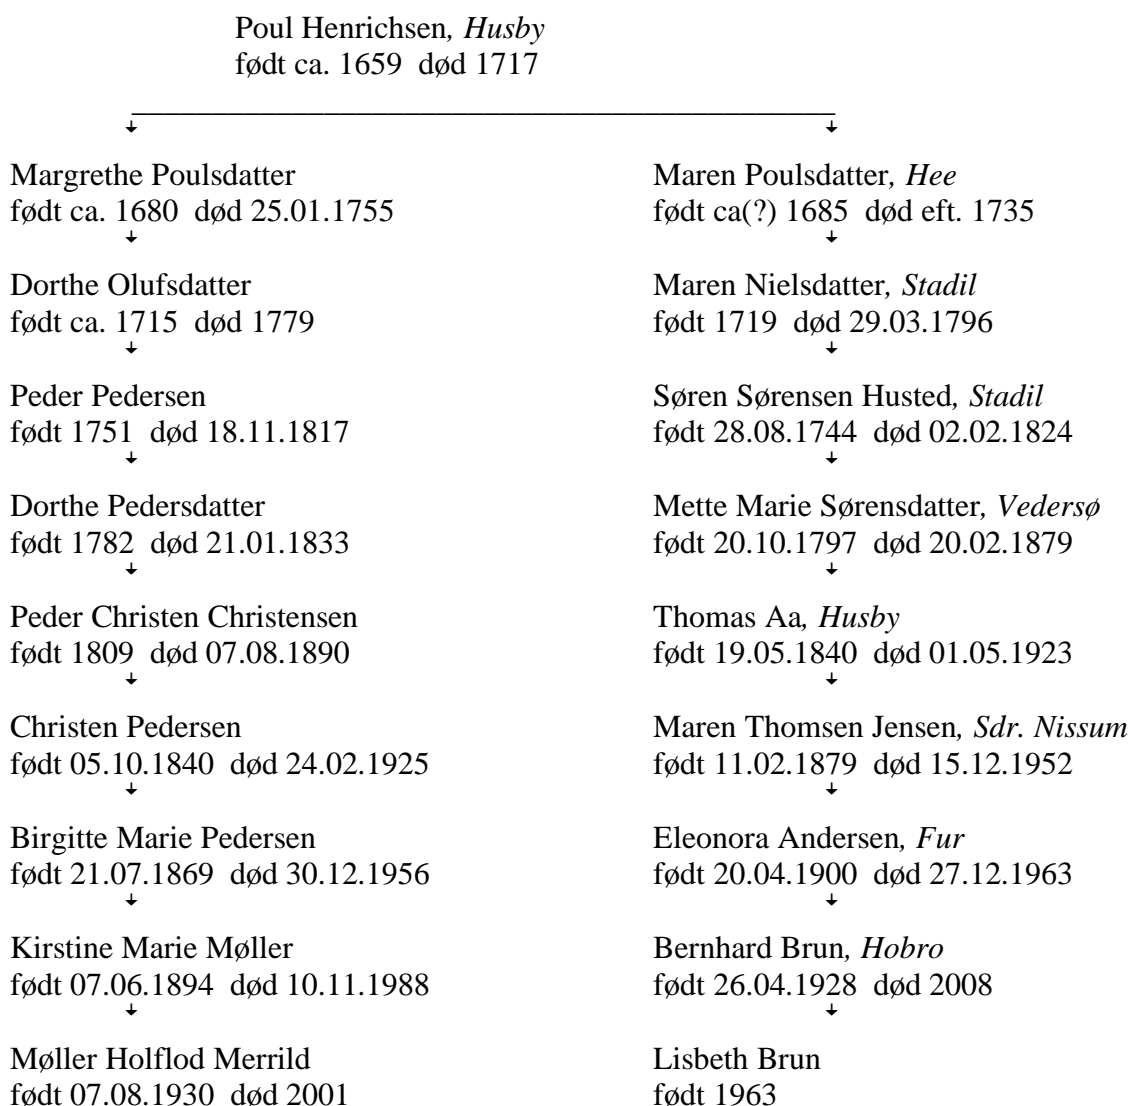 Poul Henrichsen, Husby
født ca. 1659 død 1717
Margrethe Poulsdatter
født ca. 1680 død 25.01.1755
Dorthe Olufsdatter
født ca. 1715 død 1779
Peder Pedersen
født 1751 død 18.11.1817
Dorthe Pedersdatter
født 1782 død 21.01.1833
Peder Christen Christensen
født 1809 død 07.08.1890
Christen Pedersen
født 05.10.1840 død 24.02.1925
Birgitte Marie Pedersen
født 21.07.1869 død 30.12.1956
Kirstine Marie Møller
født 07.06.1894 død 10.11.1988
Møller Holflod Merrild
født 07.08.1930 død 2001
Maren Poulsdatter, Hee
født ca(?) 1685 død eft. 1735
Maren Nielsdatter, Stadil
født 1719 død 29.03.1796
Søren Sørensen Husted, Stadil
født 28.08.1744 død 02.02.1824
Mette Marie Sørensdatter, Vedersø
født 20.10.1797 død 20.02.1879
Thomas Aa, Husby
født 19.05.1840 død 01.05.1923
Maren Thomsen Jensen, Sdr. Nissum
født 11.02.1879 død 15.12.1952
Eleonora Andersen, Fur
født 20.04.1900 død 27.12.1963
Bernhard Brun, Hobro
født 26.04.1928 død 2008
Lisbeth Brun
født 1963